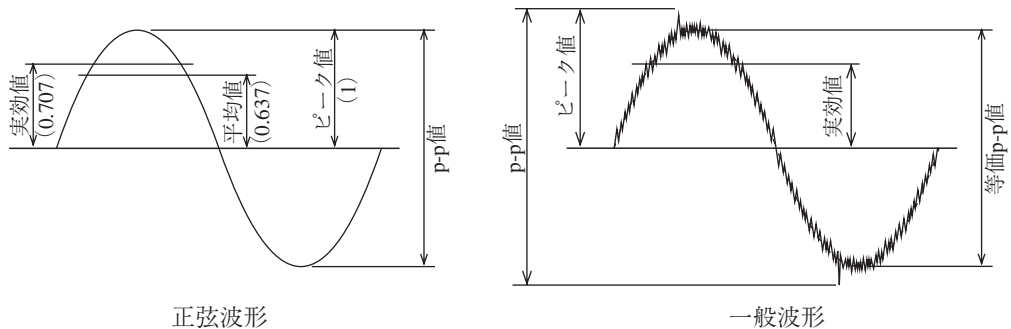 実効値
(0.707)
平均値
(0.637)
ピーク値
(1)
p-p値
正弦波形
p-p値
ピーク値
実効値
等価p-p値
一般波形